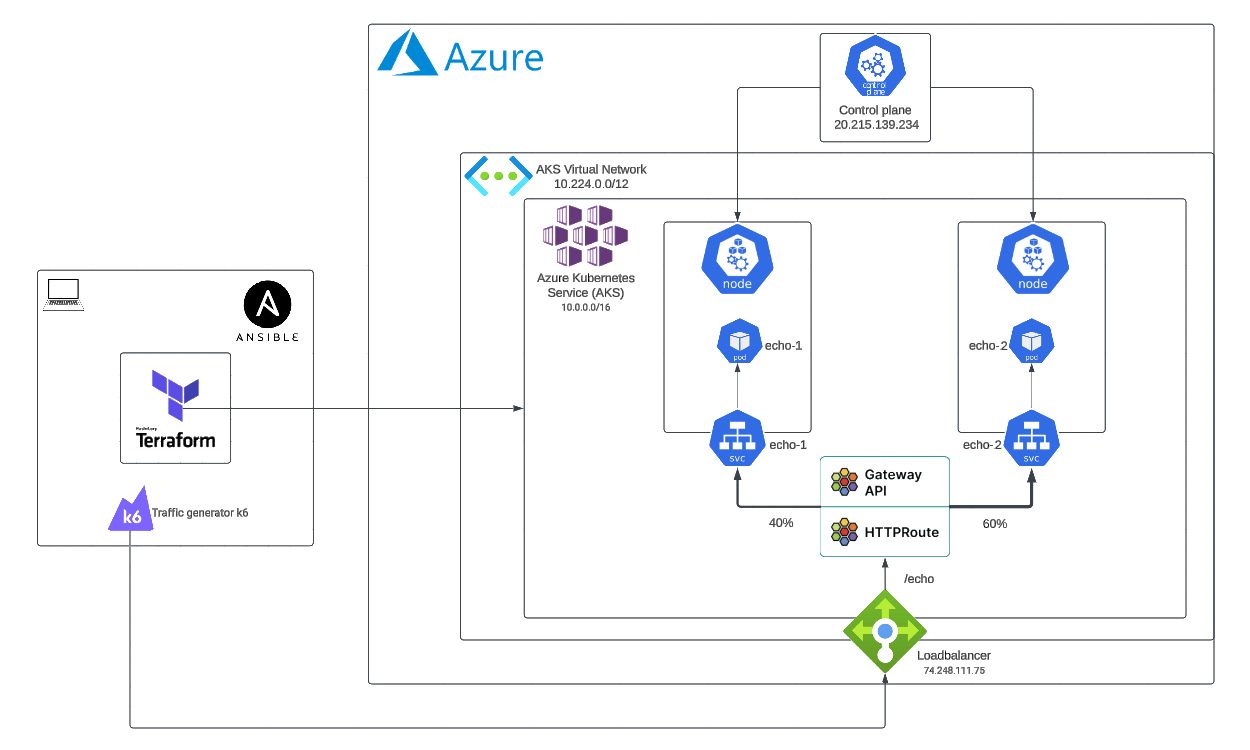 Azure
control
plane
Control plane
20.215.139.234
AKS Virtual Network
10.224.0.0/12
Azure Kubernetes
Service (AKS)
10.0.0.0/16
node
node
pod
echo-1
echo-2
pod
svc
echo-1
echo-2
svc
Gateway
API
HTTPRoute
40%
60%
/echo
Loadbalancer
74.248.111.75
ANSIBLE
HashiCorp
Terraform
k6
Traffic generator k6